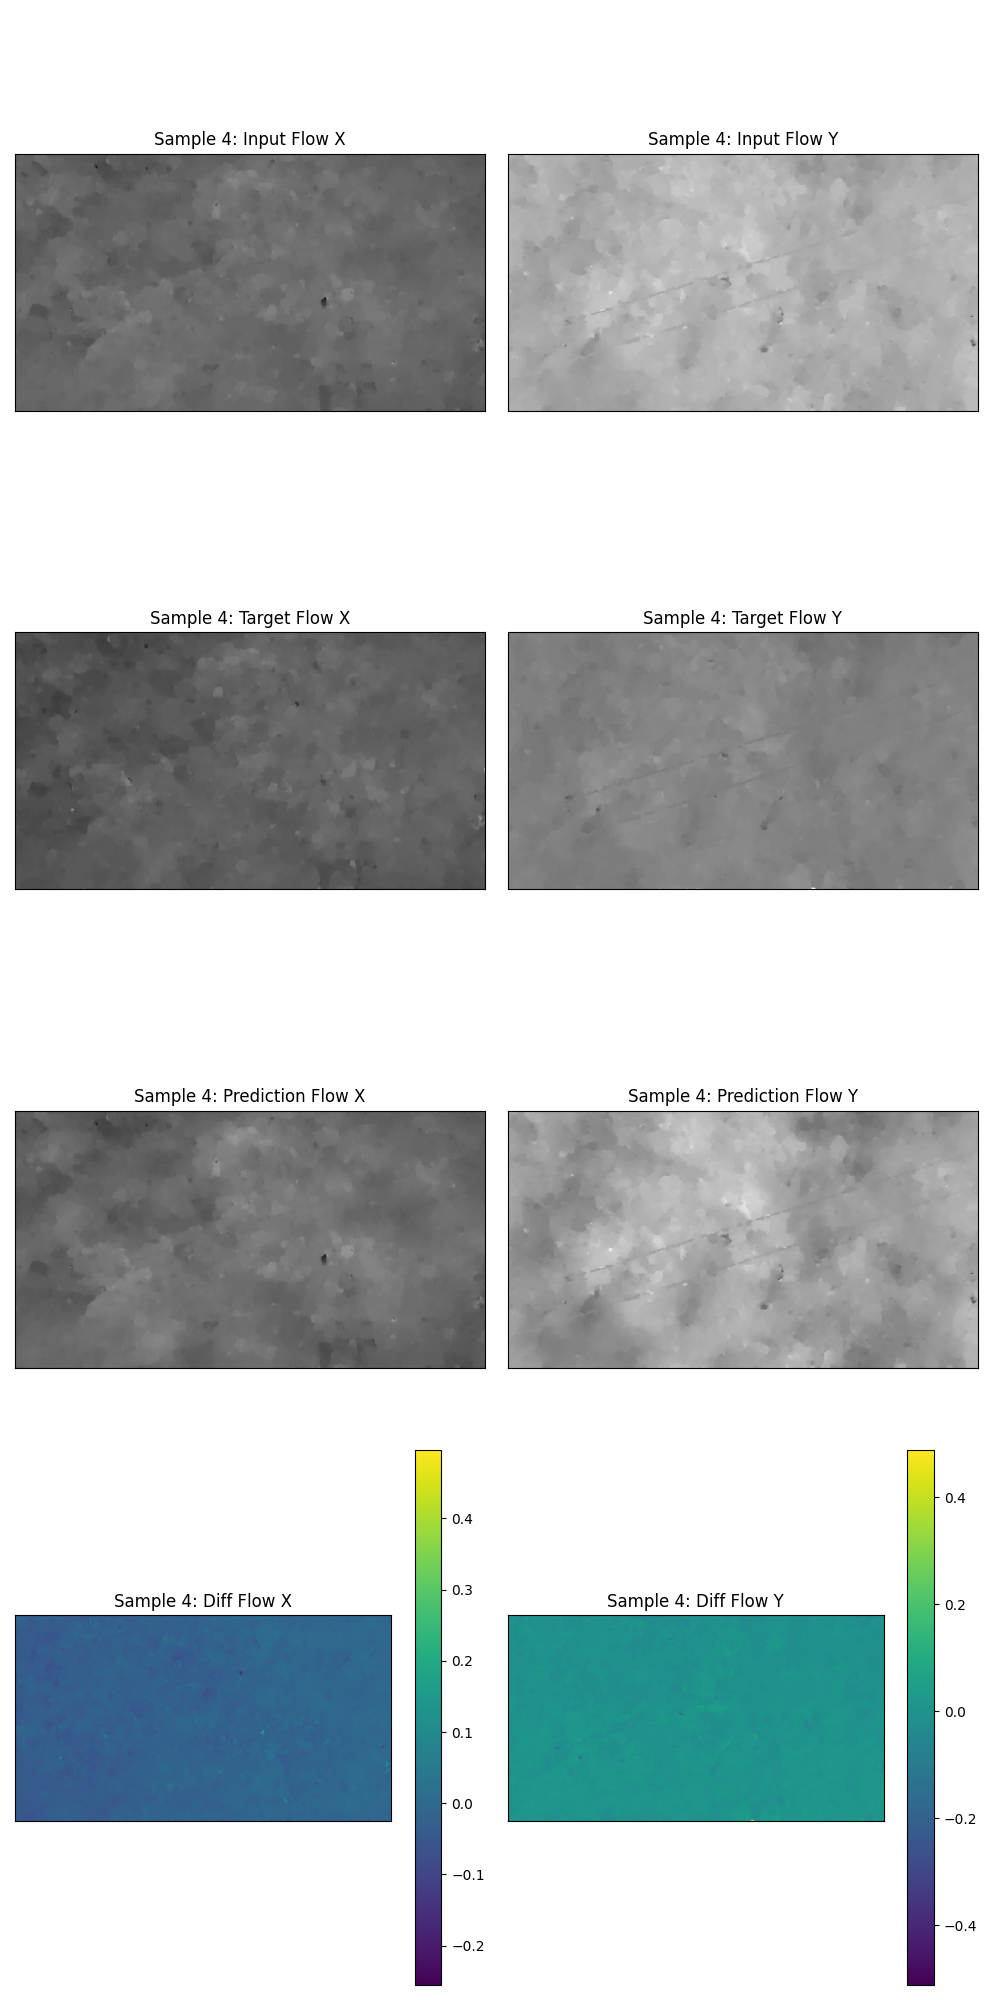 Sample 4: Input Flow X
Sample 4: Input Flow Y
Sample 4: Target Flow X
Sample 4: Target Flow Y
Sample 4: Prediction Flow X
Sample 4: Prediction Flow Y
Sample 4: Diff Flow X
0.4
0.3
0.2
0.1
0.0
−0.1
−0.2
Sample 4: Diff Flow Y
0.4
0.2
0.0
−0.2
−0.4